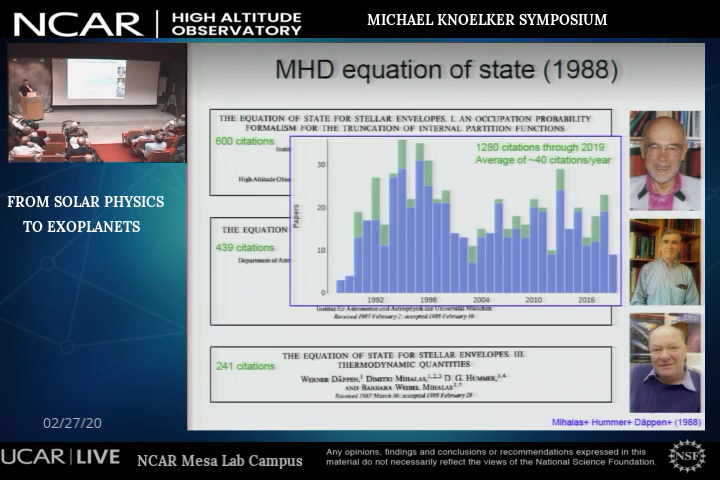 NCAR
HIGH ALTITUDE
OBSERVATORY
MICHAEL KNOELKER SYMPOSIUM
MHD equation of state (1988)
THE EQUATION OF STATE FOR STELLAR ENVELOPES. I. AN OCCUPATION PROBABILITY
FORMALISM FOR THE TRUNCATION OF INTERNAL PARTITION FUNCTIONS
600 citations
High Altitude Obse
1280 citations through 2019
Average of ~40 citations/year
Papers
30
20
10
0
1992
1998
2004
2010
2016
THE EQUATION
439 citations
Department of Astr
Institut für Astronomie und Astrophysik der Universität München
Received 1987 February 2; accepted 1988 February 16
241 citations
THE EQUATION OF STATE FOR STELLAR ENVELOPES. III.
THERMODYNAMIC QUANTITIES
WERNER DÄPPEN, DIMITRI MIHALAS, D. G. HUMMER,
AND BARBARA WEIBEL MIHALAS
Received 1987 March 30; accepted 1988 February 29
Mihalas+ Hummer+ Däppen+ (1988)
FROM SOLAR PHYSICS
TO EXOPLANETS
02/27/20
UCAR|LIVE
NCAR Mesa Lab Campus
Any opinions, findings and conclusions or recommendations expressed in this
material do not necessarily reflect the views of the National Science Foundation.
NSF